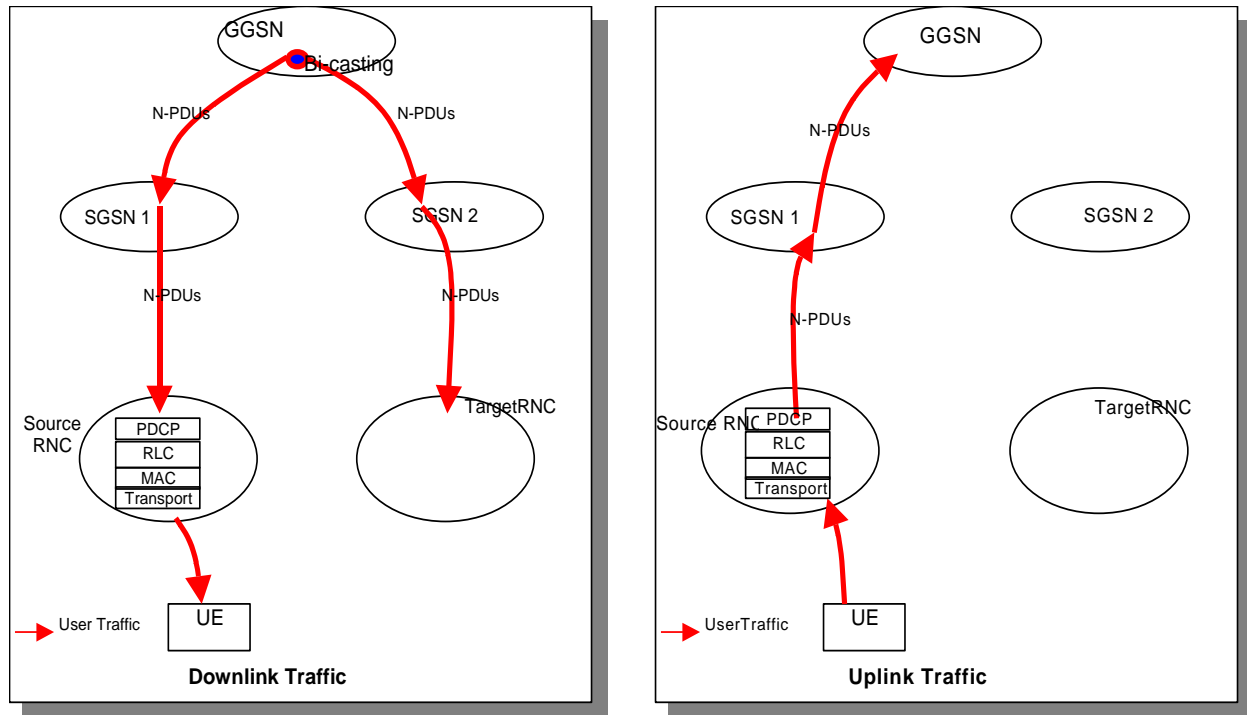 GGSN
Bi-casting
N-PDUs
N-PDUs
SGSN 1
SGSN 2
N-PDUs
N-PDUs
TargetRNC
Source
RNC
PDCP
RLC
MAC
Transport
UE
User Traffic
Downlink Traffic
GGSN
N-PDUs
SGSN 1
SGSN 2
N-PDUs
TargetRNC
Source RNC
PDCP
RLC
MAC
Transport
UE
UserTraffic
Uplink Traffic